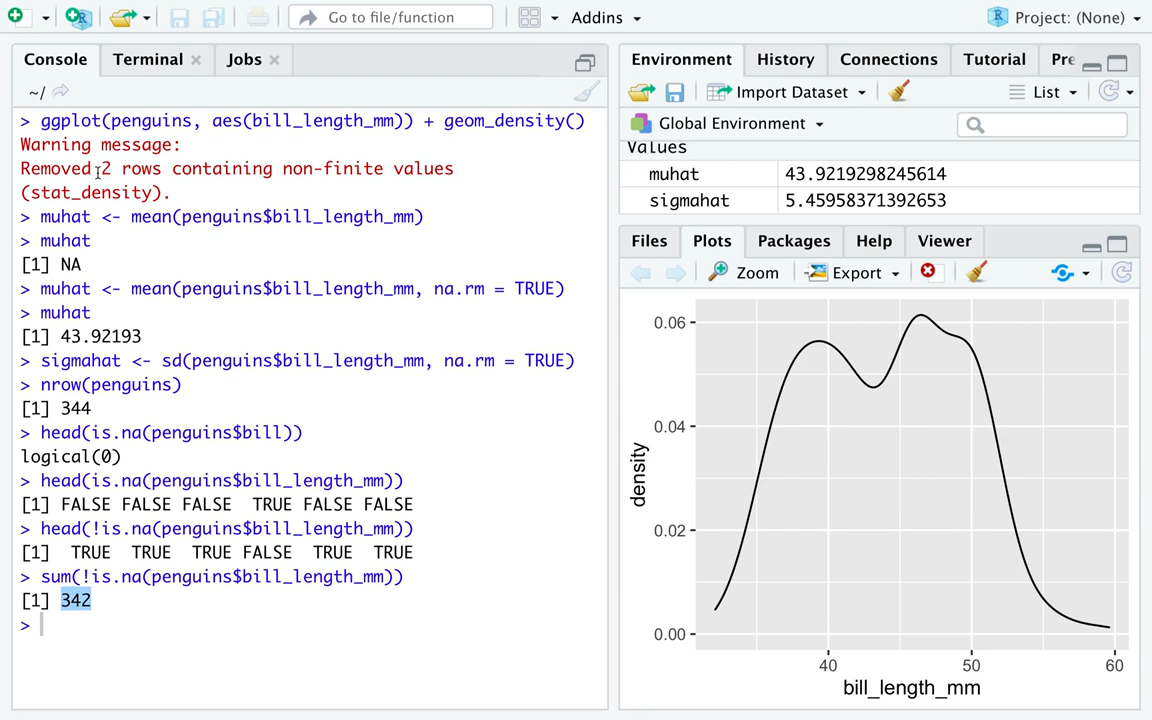 Go to file/function
Addins
Project: (None)
Console
Terminal
Jobs
~/
> ggplot(penguins, aes(bill_length_mm)) + geom_density()
Warning message:
Removed 2 rows containing non-finite values
(stat_density).
> muhat <- mean(penguins$bill_length_mm)
> muhat
[1] NA
> muhat <- mean(penguins$bill_length_mm, na.rm = TRUE)
> muhat
[1] 43.92193
> sigmahat <- sd(penguins$bill_length_mm, na.rm = TRUE)
> nrow(penguins)
[1] 344
> head(is.na(penguins$bill))
logical(0)
> head(is.na(penguins$bill_length_mm))
[1] FALSE FALSE FALSE  TRUE FALSE FALSE
> head(!is.na(penguins$bill_length_mm))
[1]  TRUE  TRUE  TRUE FALSE  TRUE  TRUE
> sum(!is.na(penguins$bill_length_mm))
[1] 342
>
Environment
History
Connections
Tutorial
Pre
Import Dataset
List
Global Environment
Values
muhat 43.9219298245614
sigmahat 5.45958371392653
Files
Plots
Packages
Help
Viewer
Zoom
Export
0.06
0.04
0.02
0.00
density
40 50 60
bill_length_mm